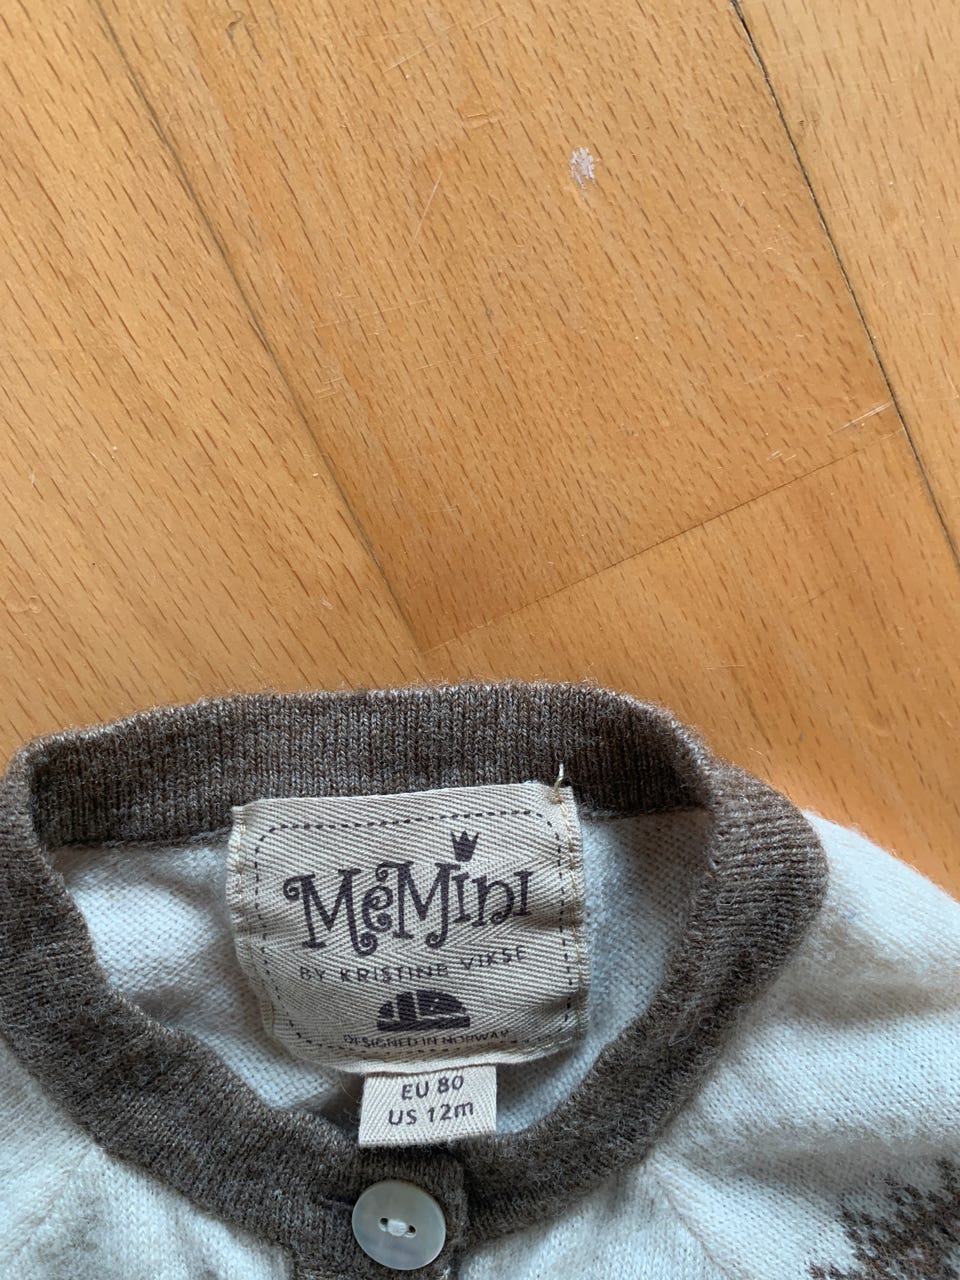 MeMini
BY KRISTINE VIKSE
DESIGNED IN NORWAY
EU 80
US 12m